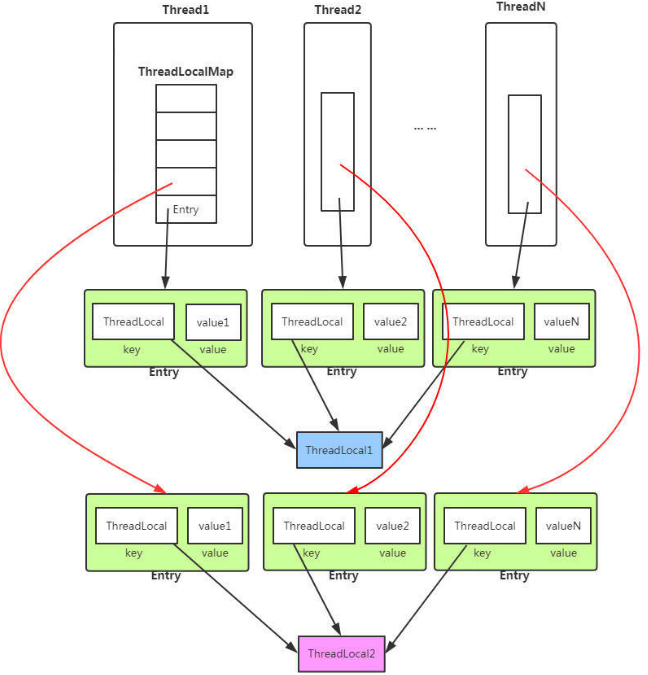 Thread1
Thread2
ThreadN
ThreadLocalMap
... ...
Entry
ThreadLocal
value1
ThreadLocal
value2
ThreadLocal
valueN
key
value
key
value
key
value
Entry
Entry
Entry
ThreadLocal1
ThreadLocal
value1
ThreadLocal
value2
ThreadLocal
valueN
key
value
key
value
key
value
Entry
Entry
Entry
ThreadLocal2